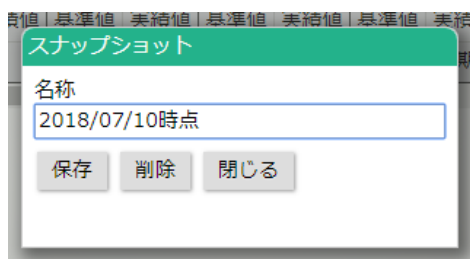 績値 基準値 実績値 基準値 実績値 基準値 実績
スナップショット
期
名称
2018/07/10時点
保存 削除 閉じる